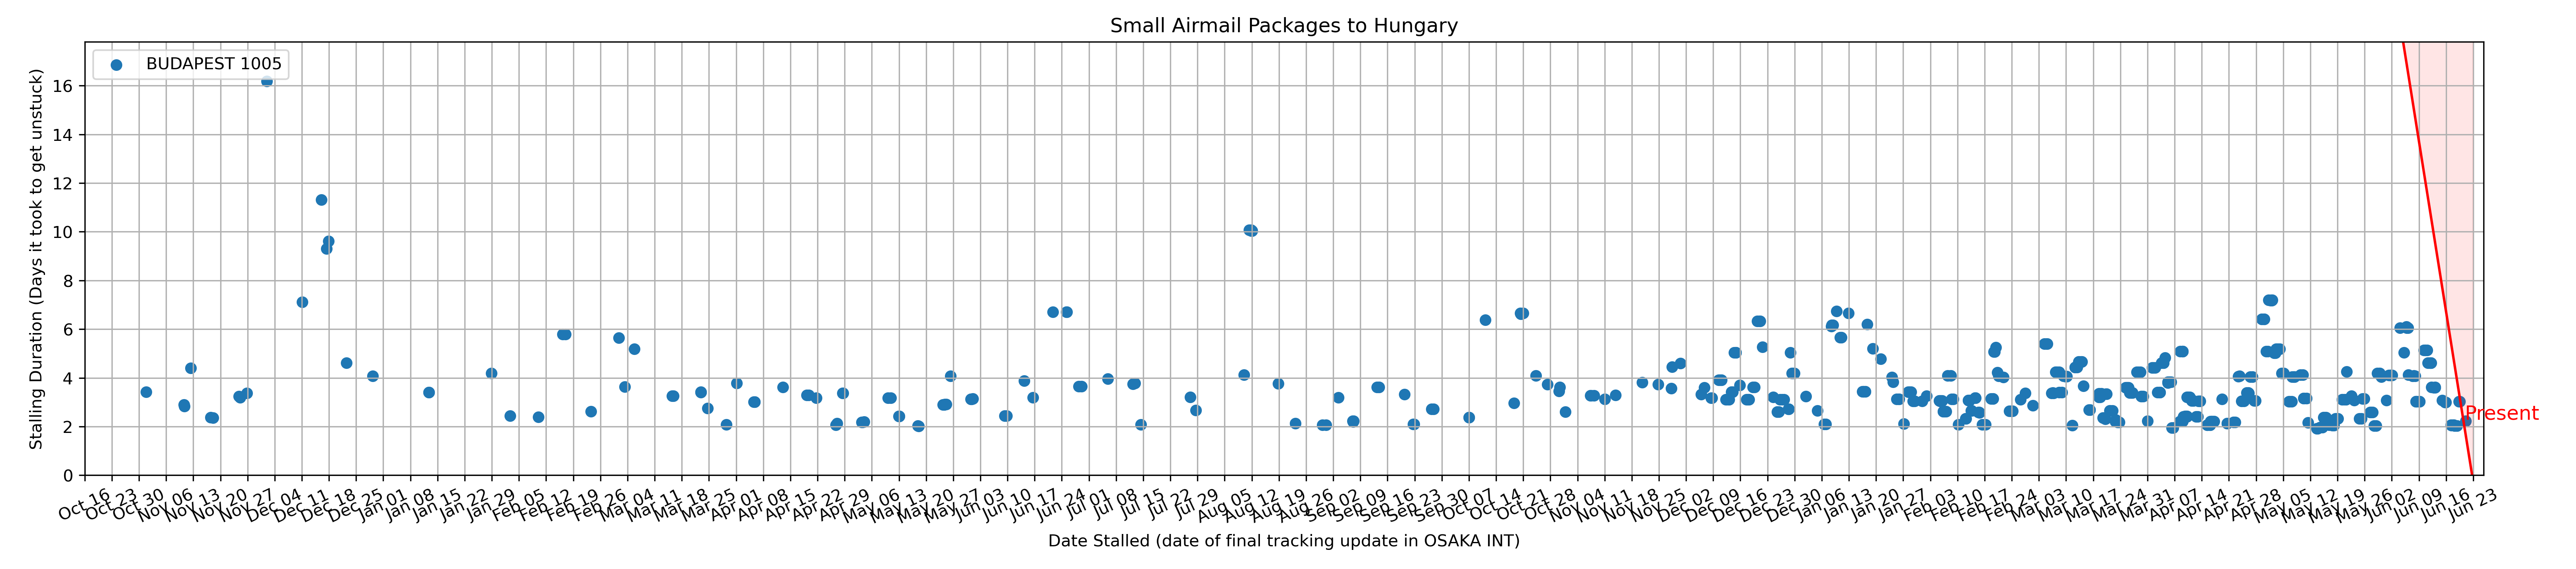 Small Airmail Packages to Hungary
BUDAPEST 1005
Stalling Duration (Days it took to get unstuck)
16
14
12
10
8
6
4
2
0
Present
Oct 16
Oct 23
Oct 30
Nov 06
Nov 13
Nov 20
Nov 27
Dec 04
Dec 11
Dec 18
Dec 25
Jan 01
Jan 08
Jan 15
Jan 22
Jan 29
Feb 05
Feb 12
Feb 19
Feb 26
Mar 04
Mar 11
Mar 18
Mar 25
Apr 01
Apr 08
Apr 15
Apr 22
Apr 29
May 06
May 13
May 20
May 27
Jun 03
Jun 10
Jun 17
Jun 24
Jul 01
Jul 08
Jul 15
Jul 22
Jul 29
Aug 05
Aug 12
Aug 19
Aug 26
Sep 02
Sep 09
Sep 16
Sep 23
Sep 30
Oct 07
Oct 14
Oct 21
Oct 28
Nov 04
Nov 11
Nov 18
Nov 25
Dec 02
Dec 09
Dec 16
Dec 23
Dec 30
Jan 06
Jan 13
Jan 20
Jan 27
Feb 03
Feb 10
Feb 17
Feb 24
Mar 03
Mar 10
Mar 17
Mar 24
Mar 31
Apr 07
Apr 14
Apr 21
Apr 28
May 05
May 12
May 19
May 26
Jun 02
Jun 09
Jun 16
Jun 23
Date Stalled (date of final tracking update in OSAKA INT)